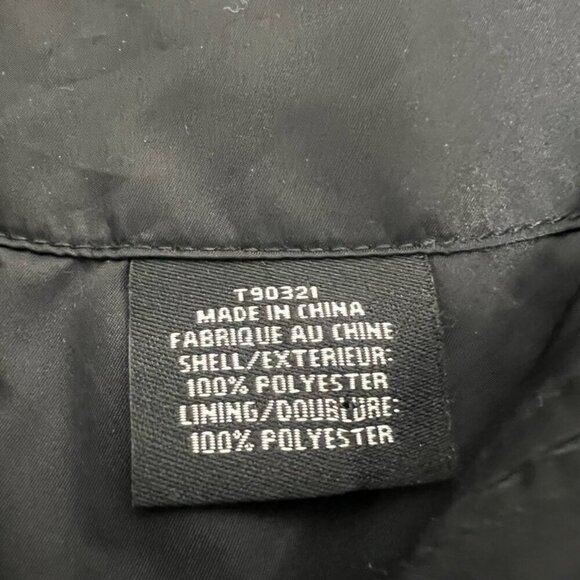 T90321
MADE IN CHINA
FABRIQUE AU CHINE
SHELL/EXTERIEUR:
100% POLYESTER
LINING/DOUBLURE:
100% POLYESTER